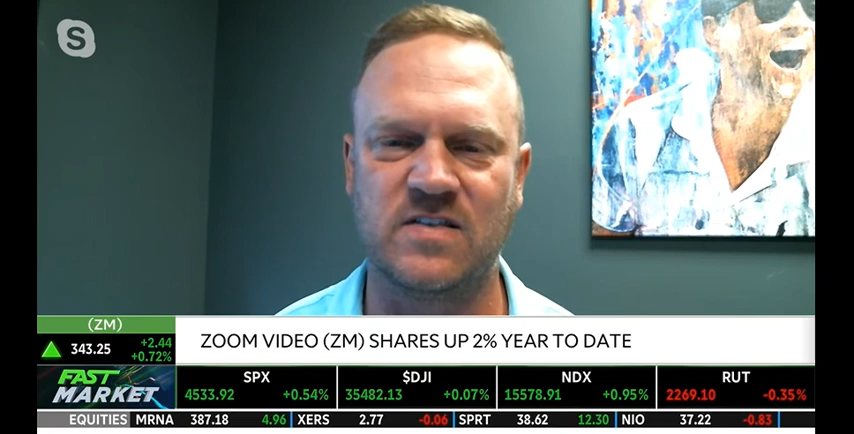 S
(ZM)
343.25 +2.44
+0.72%
ZOOM VIDEO (ZM) SHARES UP 2% YEAR TO DATE
FAST
MARKET
SPX
4533.92 +0.54%
$DJI
35482.13 +0.07%
NDX
15578.91 +0.95%
RUT
2269.10 -0.35%
EQUITIES MRNA 387.18 4.96 XERS 2.77 -0.06 SPRT 38.62 12.30 NIO 37.22 -0.83